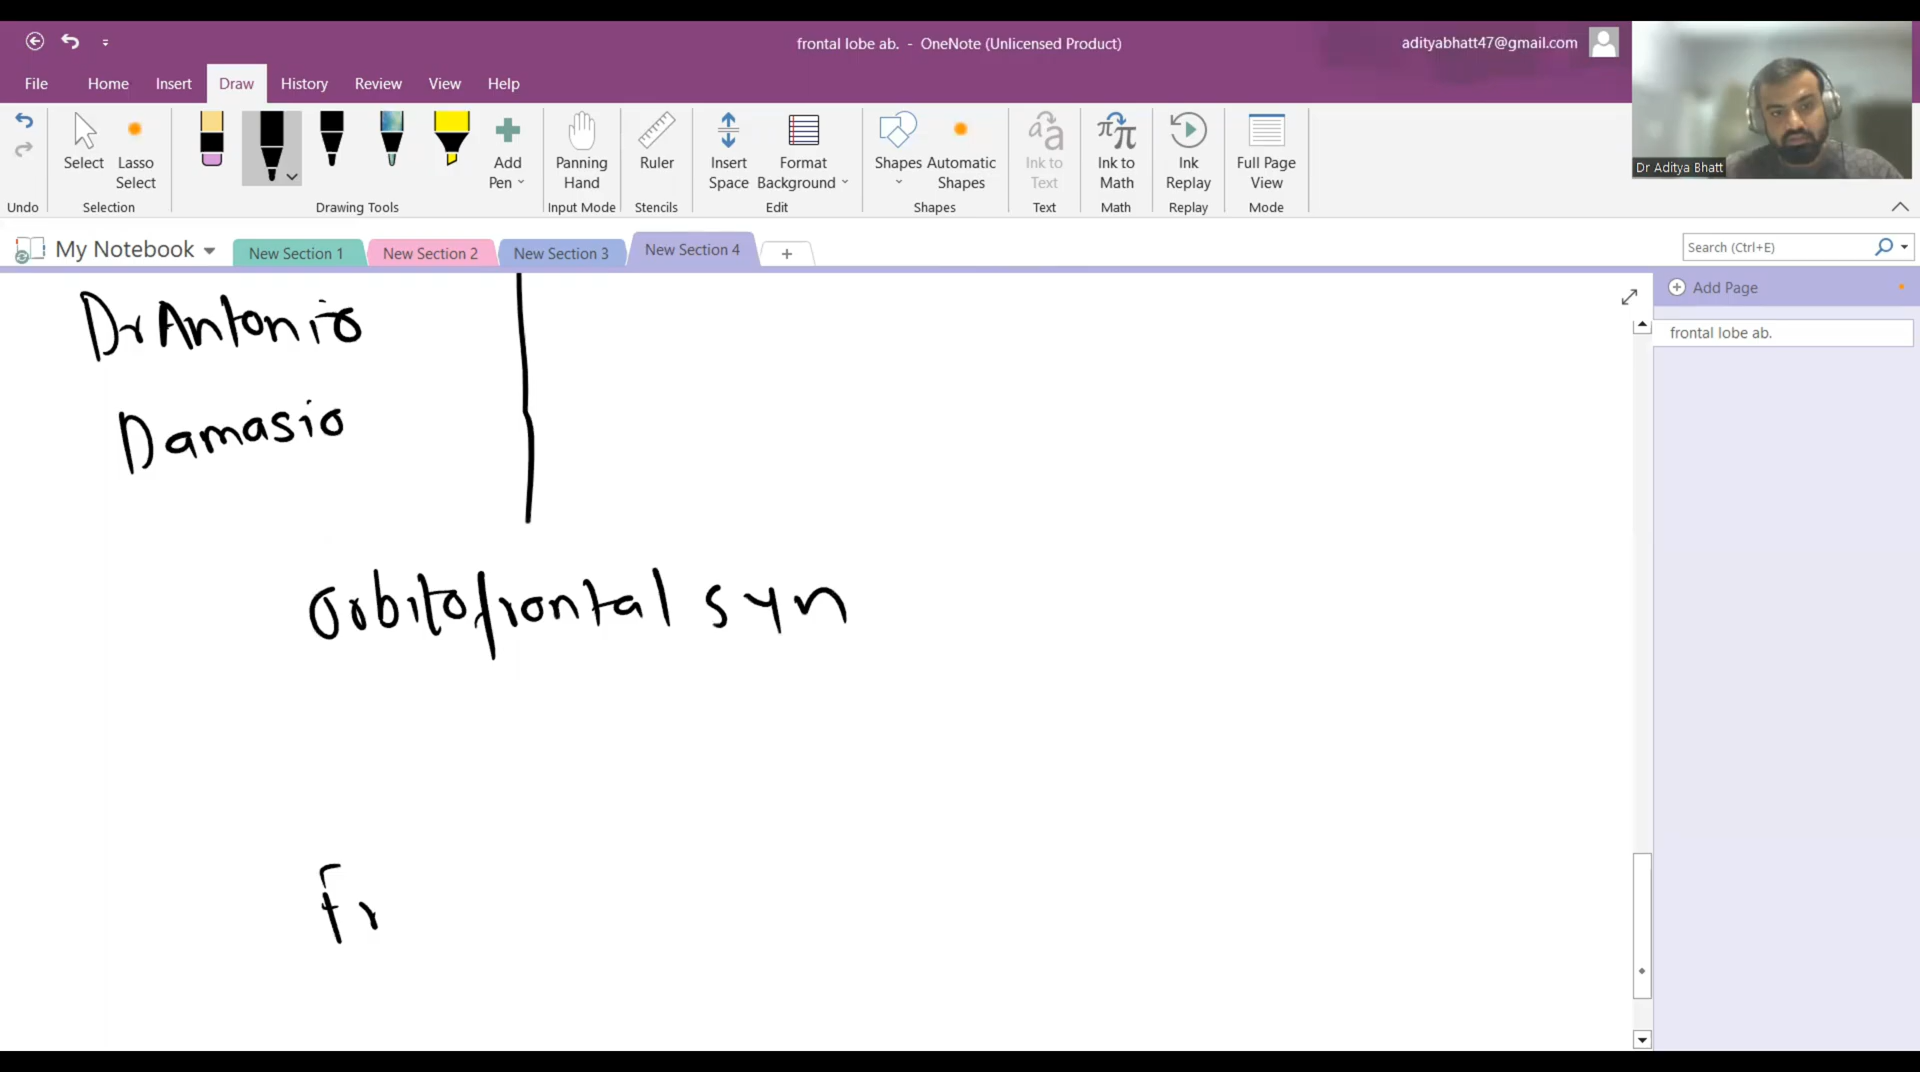 frontal lobe ab. - OneNote (Unlicensed Product)
adityabhatt47@gmail.com
File Home Insert Draw History Review View Help
Select
Lasso Select
Add Pen
Panning Hand
Ruler
Insert Space
Format Background
Shapes
Automatic Shapes
Ink to Text
Ink to Math
Ink Replay
Full Page View
Undo Selection Drawing Tools Input Mode Stencils Edit Shapes Text Math Replay Mode
Dr Aditya Bhatt
My Notebook New Section 1 New Section 2 New Section 3 New Section 4 +
Search (Ctrl+E)
Add Page
frontal lobe ab.
Dr Antonio
Damasio
Orbitofrontal syn
Fr